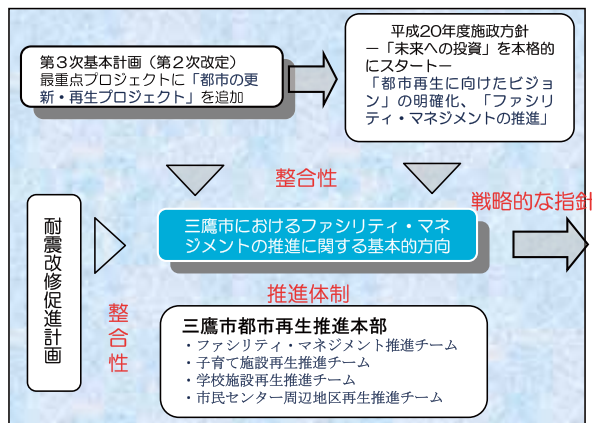 第３次基本計画（第２次改定）
最重点プロジェクトに「都市の更
新・再生プロジェクト」を追加
平成２０年度施政方針
－「未来への投資」を本格的
にスタート－
「都市再生に向けたビジョ
ン」の明確化、「ファシリ
ティ・マネジメントの推進」
整合性
戦略的な指針
耐震改修促進計画
整合性
三鷹市におけるファシリティ・マネ
ジメントの推進に関する基本的方向
推進体制
三鷹市都市再生推進本部
・ファシリティ・マネジメント推進チーム
・子育て施設再生推進チーム
・学校施設再生推進チーム
・市民センター周辺地区再生推進チーム